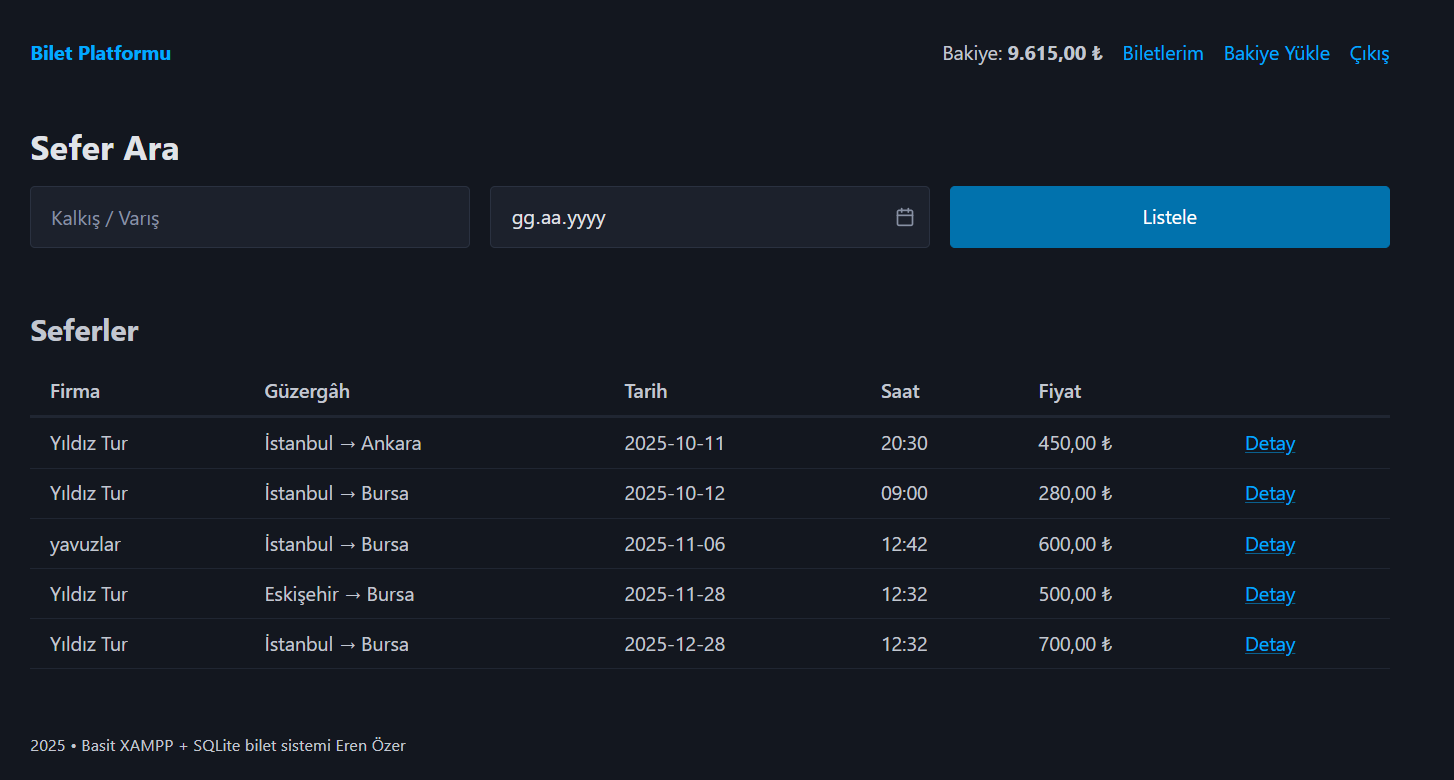 Bilet Platformu Bakiye: 9.615,00 ₺ Biletlerim Bakiye Yükle Çıkış
Sefer Ara
Kalkış / Varış gg.aa.yyyy Listele
Seferler
Firma Güzergâh Tarih Saat Fiyat
Yıldız Tur İstanbul → Ankara 2025-10-11 20:30 450,00 ₺ Detay
Yıldız Tur İstanbul → Bursa 2025-10-12 09:00 280,00 ₺ Detay
yavuzlar İstanbul → Bursa 2025-11-06 12:42 600,00 ₺ Detay
Yıldız Tur Eskişehir → Bursa 2025-11-28 12:32 500,00 ₺ Detay
Yıldız Tur İstanbul → Bursa 2025-12-28 12:32 700,00 ₺ Detay
2025 • Basit XAMPP + SQLite bilet sistemi Eren Özer